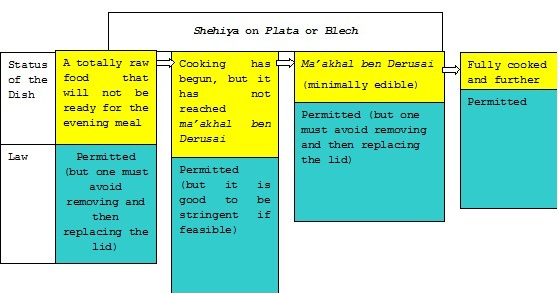 Shehiya on Plata or Blech
Status
of the
Dish
A totally raw
food that
will not be
ready for the
evening meal
Cooking has
begun, but it
has not
reached
ma’akhal ben
Derusai
Ma’akhal ben Derusai
(minimally edible)
Fully cooked
and further
Law
Permitted
(but one must
avoid
removing and
then
replacing the
lid)
Permitted
(but it is
good to be
stringent if
feasible)
Permitted (but one
must avoid removing
and then replacing
the lid)
Permitted